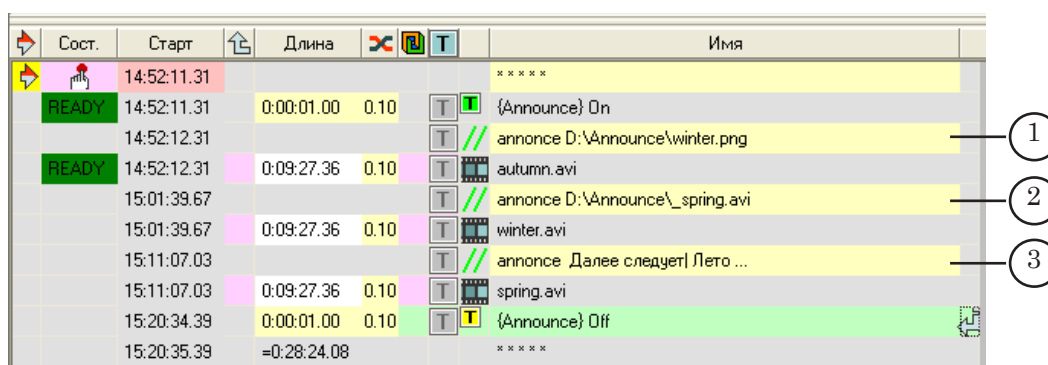 Сост. Старт Длина T Имя
14:52:11.31 * * * * *
READY 14:52:11.31 0:00:01.00 0.10 T T {Announce} On
14:52:12.31 T // annonce D:\Announce\winter.png 1
READY 14:52:12.31 0:09:27.36 0.10 T autumn.avi
15:01:39.67 T // annonce D:\Announce\_spring.avi 2
15:01:39.67 0:09:27.36 0.10 T winter.avi
15:11:07.03 T // annonce Далее следует| Лето ... 3
15:11:07.03 0:09:27.36 0.10 T spring.avi
15:20:34.39 0:00:01.00 0.10 T T {Announce} Off
15:20:35.39 =0:28:24.08 * * * * *